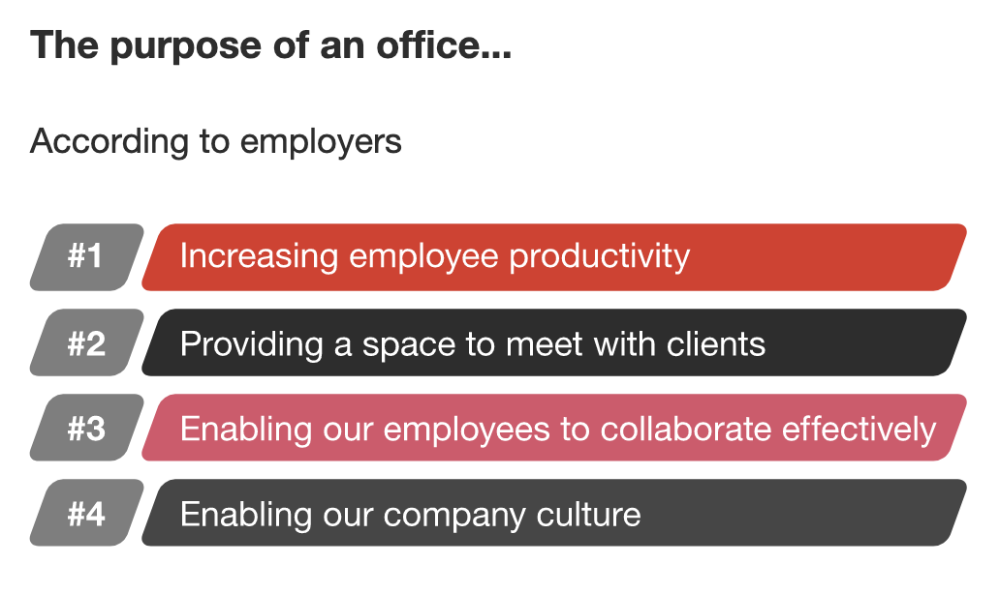 The purpose of an office...
According to employers
#1 Increasing employee productivity
#2 Providing a space to meet with clients
#3 Enabling our employees to collaborate effectively
#4 Enabling our company culture